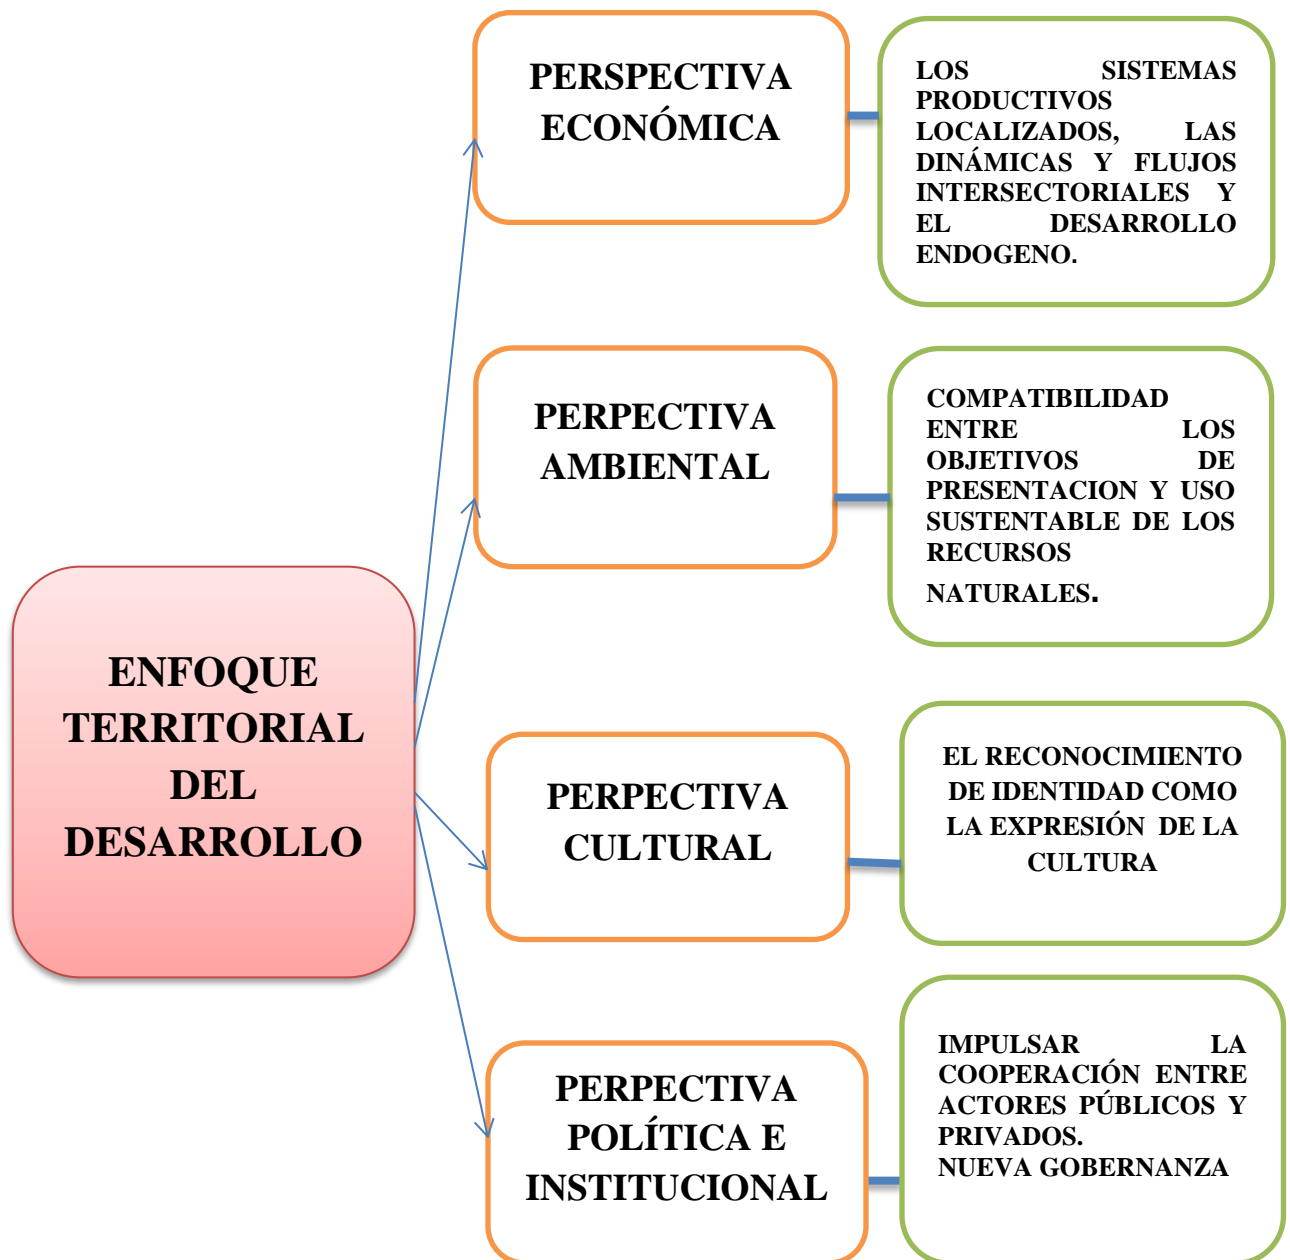 PERSPECTIVA
ECONÓMICA
LOS SISTEMAS
PRODUCTIVOS
LOCALIZADOS, LAS
DINÁMICAS Y FLUJOS
INTERSECTORIALES Y
EL DESARROLLO
ENDOGENO.
PERPECTIVA
AMBIENTAL
COMPATIBILIDAD
ENTRE LOS
OBJETIVOS DE
PRESENTACION Y USO
SUSTENTABLE DE LOS
RECURSOS
NATURALES.
ENFOQUE
TERRITORIAL
DEL
DESARROLLO
PERPECTIVA
CULTURAL
EL RECONOCIMIENTO
DE IDENTIDAD COMO
LA EXPRESIÓN DE LA
CULTURA
PERPECTIVA
POLÍTICA E
INSTITUCIONAL
IMPULSAR LA
COOPERACIÓN ENTRE
ACTORES PÚBLICOS Y
PRIVADOS.
NUEVA GOBERNANZA